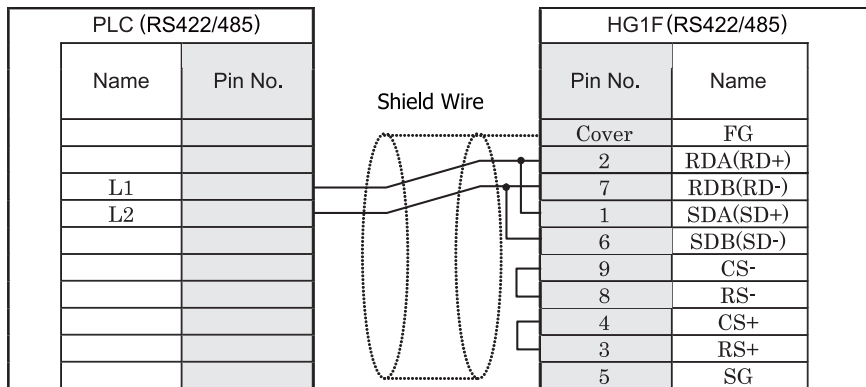 PLC (RS422/485)
HG1F(RS422/485)
Name Pin No.
Shield Wire
Pin No. Name
Cover FG
2 RDA(RD+)
L1 7 RDB(RD-)
L2 1 SDA(SD+)
6 SDB(SD-)
9 CS-
8 RS-
4 CS+
3 RS+
5 SG